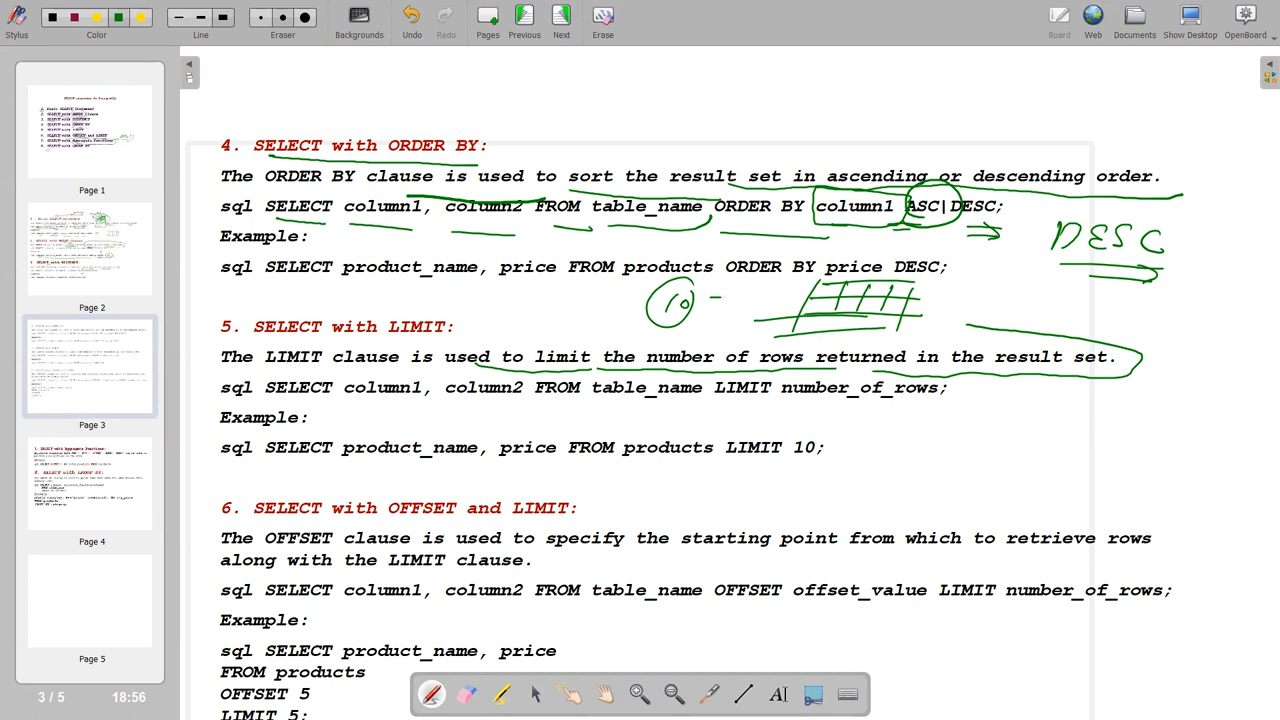 Stylus
Color
Line
Eraser
Backgrounds
Undo
Redo
Pages
Previous
Next
Erase
Board
Web
Documents
Show Desktop
OpenBoard
Page 1
Page 2
Page 3
Page 4
Page 5
3 / 5
18:56
4. SELECT with ORDER BY:
The ORDER BY clause is used to sort the result set in ascending or descending order.
sql SELECT column1, column2 FROM table_name ORDER BY column1 ASC|DESC;
DESC
Example:
sql SELECT product_name, price FROM products ORDER BY price DESC;
10
5. SELECT with LIMIT:
The LIMIT clause is used to limit the number of rows returned in the result set.
sql SELECT column1, column2 FROM table_name LIMIT number_of_rows;
Example:
sql SELECT product_name, price FROM products LIMIT 10;
6. SELECT with OFFSET and LIMIT:
The OFFSET clause is used to specify the starting point from which to retrieve rows
along with the LIMIT clause.
sql SELECT column1, column2 FROM table_name OFFSET offset_value LIMIT number_of_rows;
Example:
sql SELECT product_name, price
FROM products
OFFSET 5
LIMIT 5;